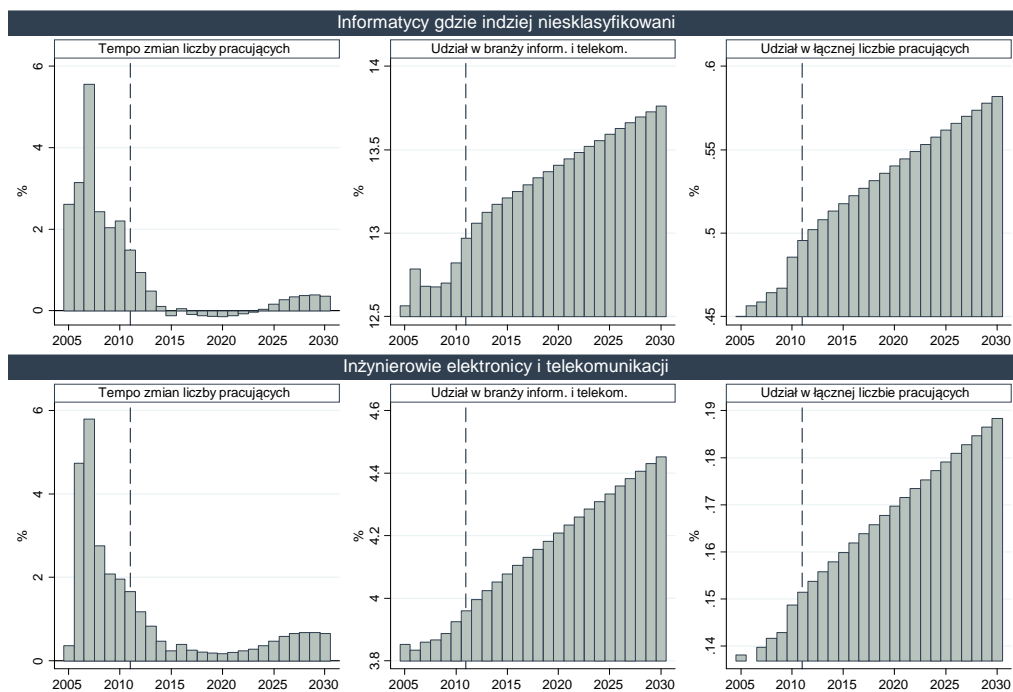 Informatycy gdzie indziej niesklasyfikowani
Tempo zmian liczby pracujących
Udział w branży inform. i telekom.
Udział w łącznej liczbie pracujących
%
0
2
4
6
2005 2010 2015 2020 2025 2030
%
12.5
13
13.5
14
2005 2010 2015 2020 2025 2030
%
.45
.5
.55
.6
2005 2010 2015 2020 2025 2030
Inżynierowie elektronicy i telekomunikacji
Tempo zmian liczby pracujących
Udział w branży inform. i telekom.
Udział w łącznej liczbie pracujących
%
0
2
4
6
2005 2010 2015 2020 2025 2030
%
3.8
4
4.2
4.4
4.6
2005 2010 2015 2020 2025 2030
%
.14
.15
.16
.17
.18
.19
2005 2010 2015 2020 2025 2030